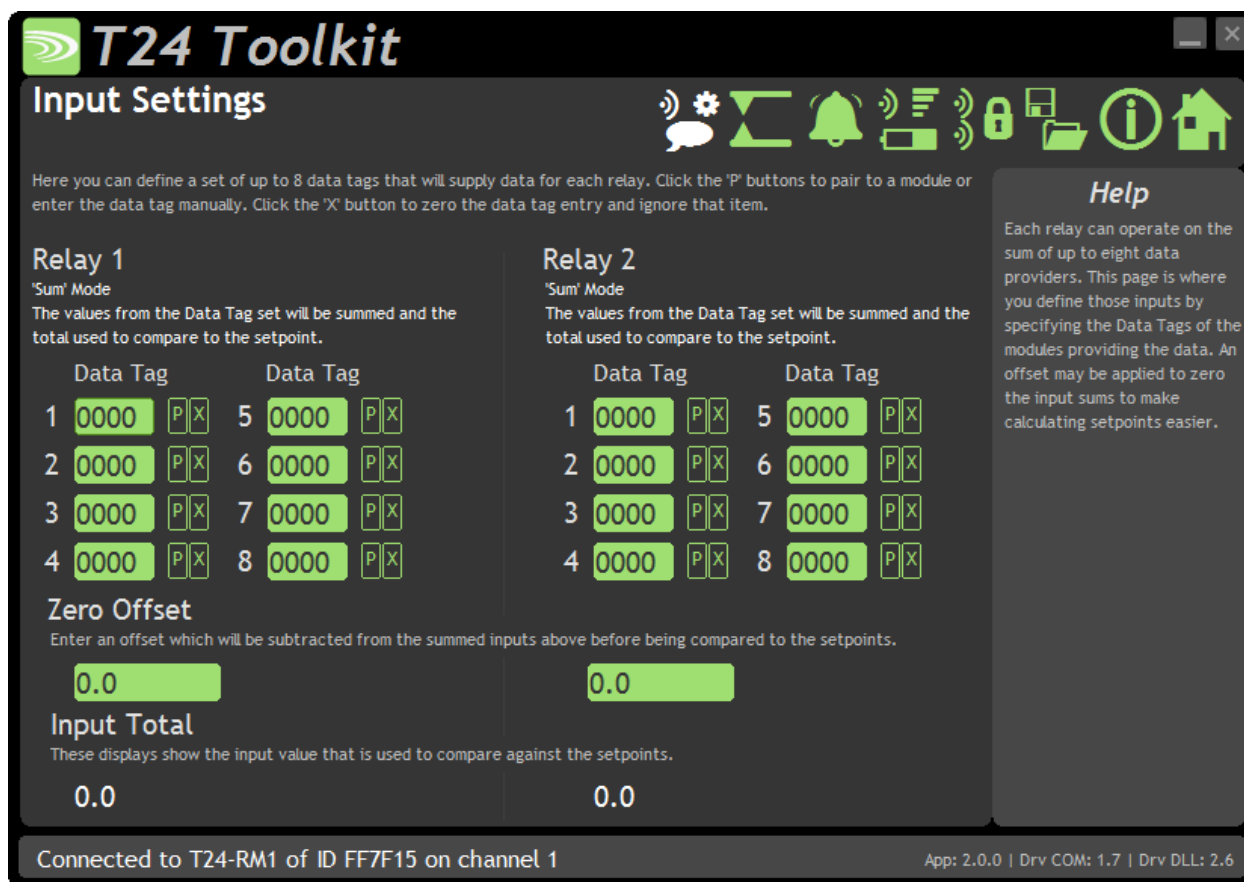 T24 Toolkit
Input Settings
Here you can define a set of up to 8 data tags that will supply data for each relay. Click the 'P' buttons to pair to a module or
enter the data tag manually. Click the 'X' button to zero the data tag entry and ignore that item.
Relay 1
'Sum' Mode
The values from the Data Tag set will be summed and the
total used to compare to the setpoint.
Data Tag Data Tag
1 0000 P X 5 0000 P X
2 0000 P X 6 0000 P X
3 0000 P X 7 0000 P X
4 0000 P X 8 0000 P X
Relay 2
'Sum' Mode
The values from the Data Tag set will be summed and the
total used to compare to the setpoint.
Data Tag Data Tag
1 0000 P X 5 0000 P X
2 0000 P X 6 0000 P X
3 0000 P X 7 0000 P X
4 0000 P X 8 0000 P X
Zero Offset
Enter an offset which will be subtracted from the summed inputs above before being compared to the setpoints.
0.0 0.0
Input Total
These displays show the input value that is used to compare against the setpoints.
0.0 0.0
Help
Each relay can operate on the
sum of up to eight data
providers. This page is where
you define those inputs by
specifying the Data Tags of the
modules providing the data. An
offset may be applied to zero
the input sums to make
calculating setpoints easier.
Connected to T24-RM1 of ID FF7F15 on channel 1
App: 2.0.0 | Drv COM: 1.7 | Drv DLL: 2.6